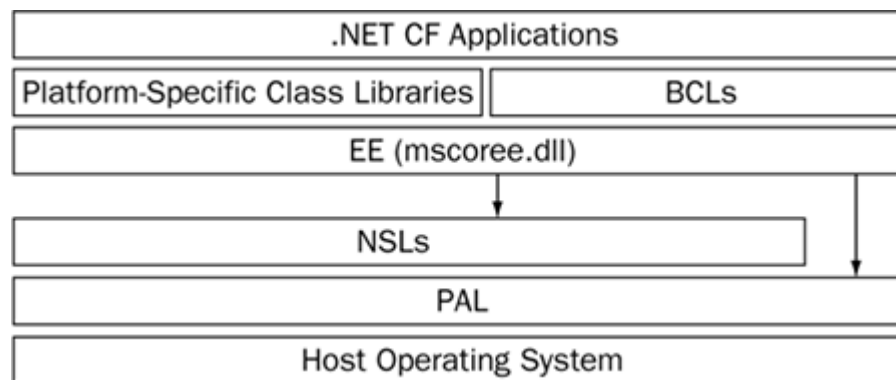 .NET CF Applications
Platform-Specific Class Libraries
BCLs
EE (mscoree.dll)
NSLs
PAL
Host Operating System